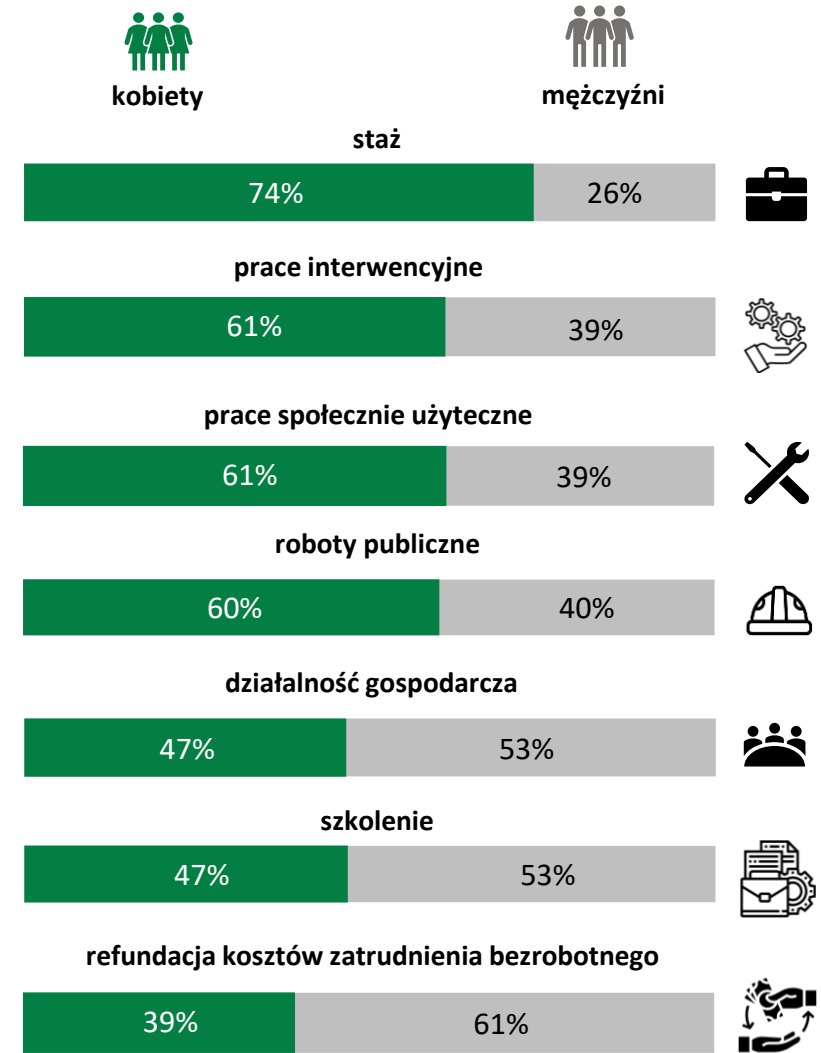 kobiety
mężczyźni
staż
74%
26%
prace interwencyjne
61%
39%
prace społecznie użyteczne
61%
39%
roboty publiczne
60%
40%
działalność gospodarcza
47%
53%
szkolenie
47%
53%
refundacja kosztów zatrudnienia bezrobotnego
39%
61%